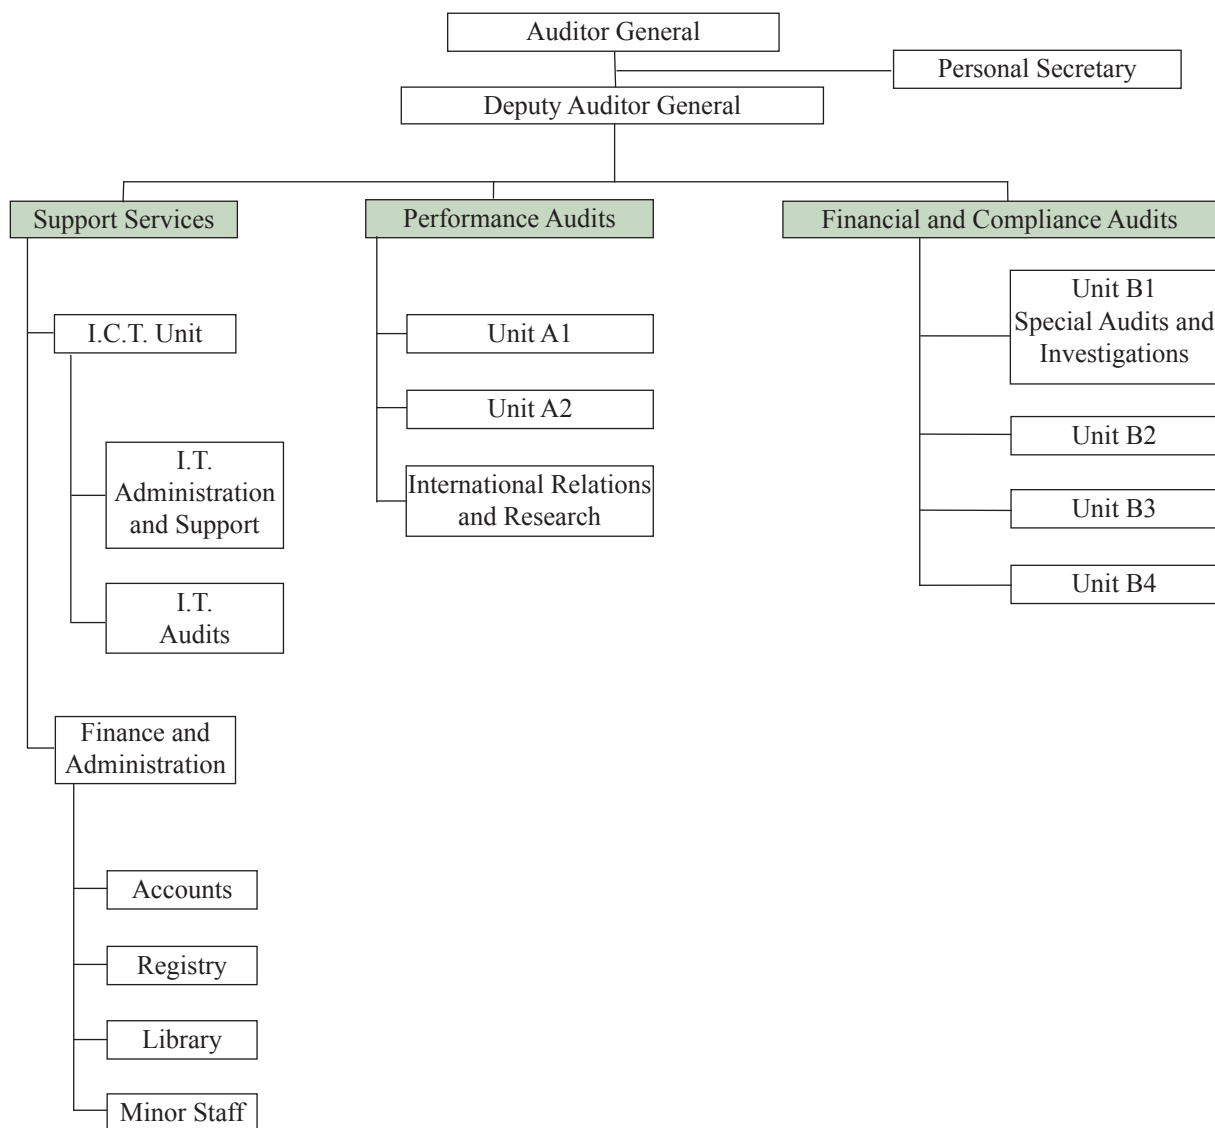 Auditor General
Personal Secretary
Deputy Auditor General
Support Services
Performance Audits
Financial and Compliance Audits
I.C.T. Unit
I.T.
Administration
and Support
I.T.
Audits
Finance and
Administration
Accounts
Registry
Library
Minor Staff
Unit A1
Unit A2
International Relations
and Research
Unit B1
Special Audits and
Investigations
Unit B2
Unit B3
Unit B4